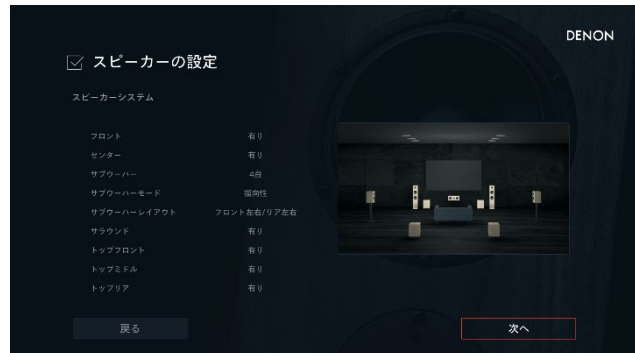 DENON
スピーカーの設定
スピーカーシステム
フロント 有り
センター 有り
サブウーハー 4台
サブウーハーモード 指向性
サブウーハーレイアウト フロント左右/リア左右
サラウンド 有り
トップフロント 有り
トップミドル 有り
トップリア 有り
戻る 次へ